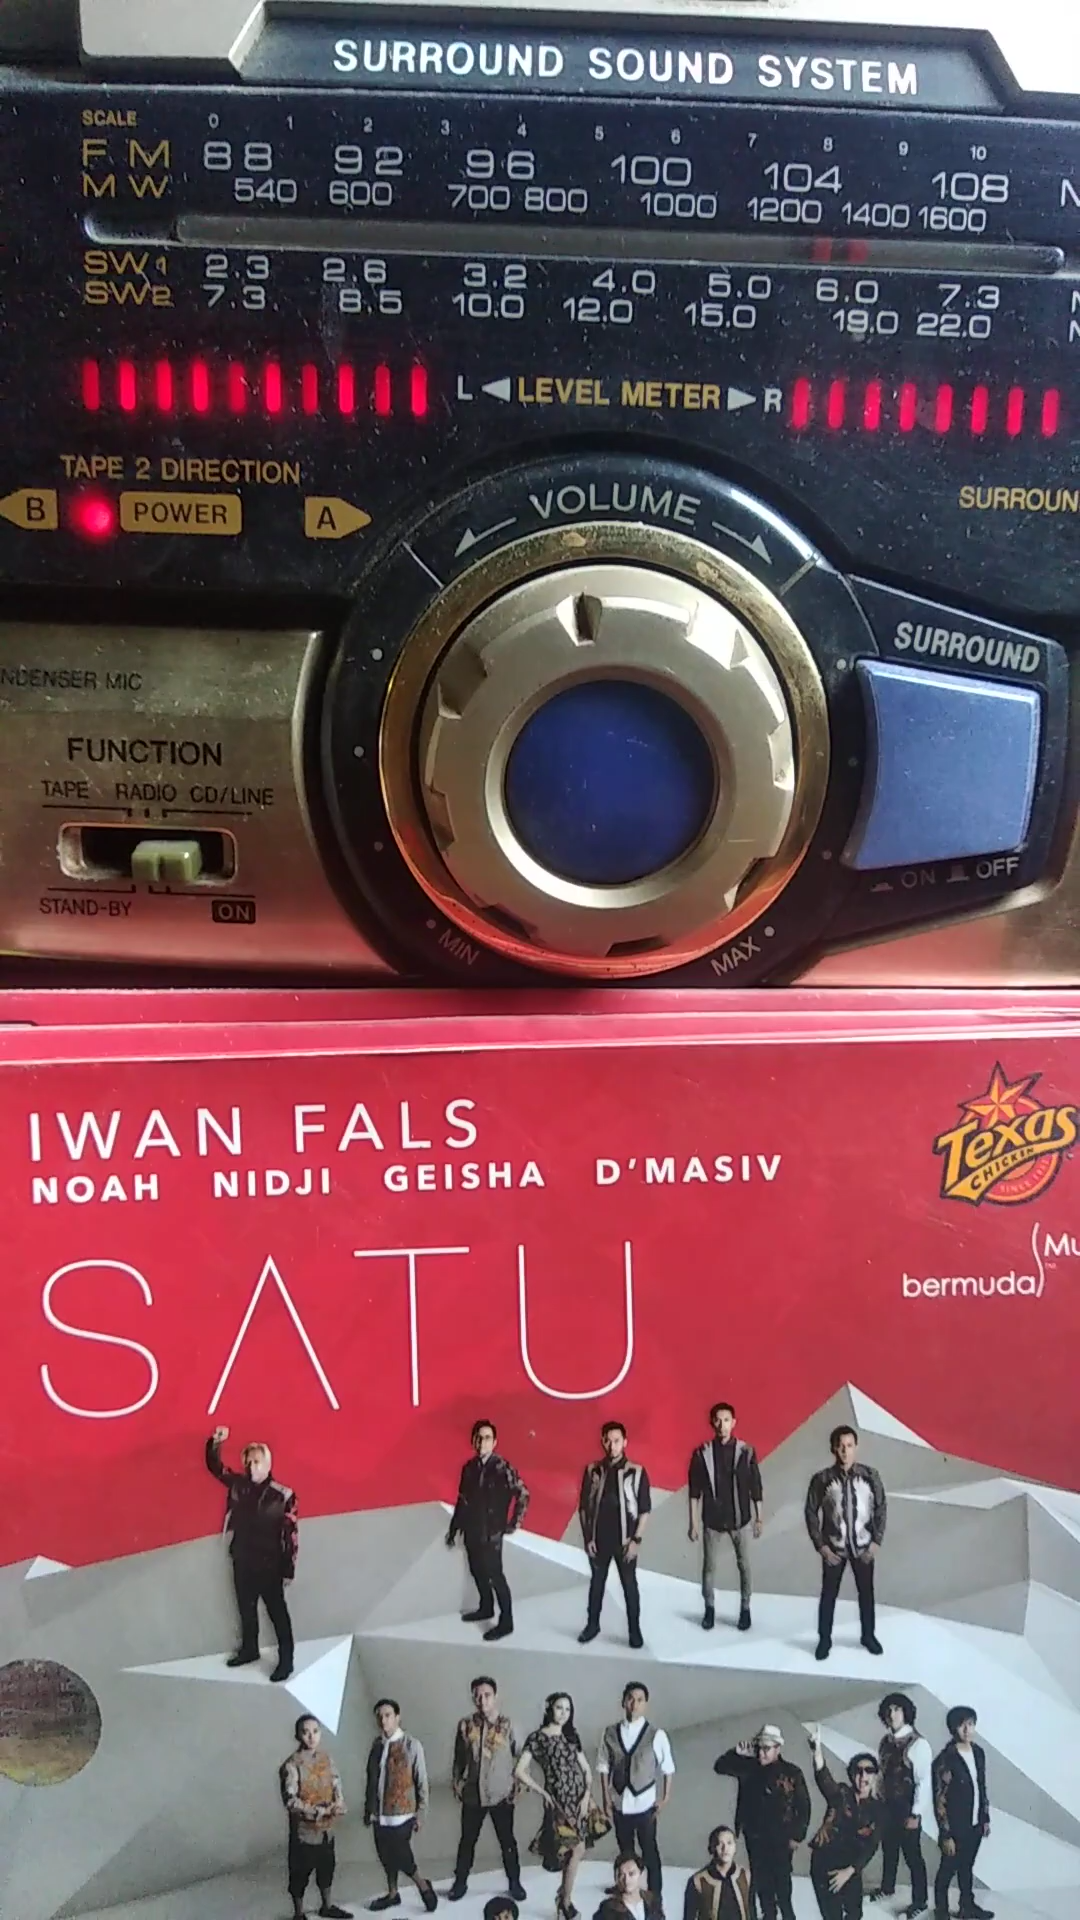 SURROUND SOUND SYSTEM
SCALE 0 1 2 3 4 5 6 7 8 9 10
FM 88 92 96 100 104 108
MW 540 600 700 800 1000 1200 1400 1600
SW1 2.3 2.6 3.2 4.0 5.0 6.0 7.3
SW2 7.3. 8.5 10.0 12.0 15.0 19.0 22.0
L LEVEL METER R
TAPE 2 DIRECTION
B POWER A
VOLUME
SURROUN
SURROUND
ON OFF
NDENSER MIC
FUNCTION
TAPE RADIO CD/LINE
STAND-BY ON
MIN MAX
IWAN FALS
NOAH NIDJI GEISHA D'MASIV
SATU
Texas
CHICKEN
bermuda
Mu